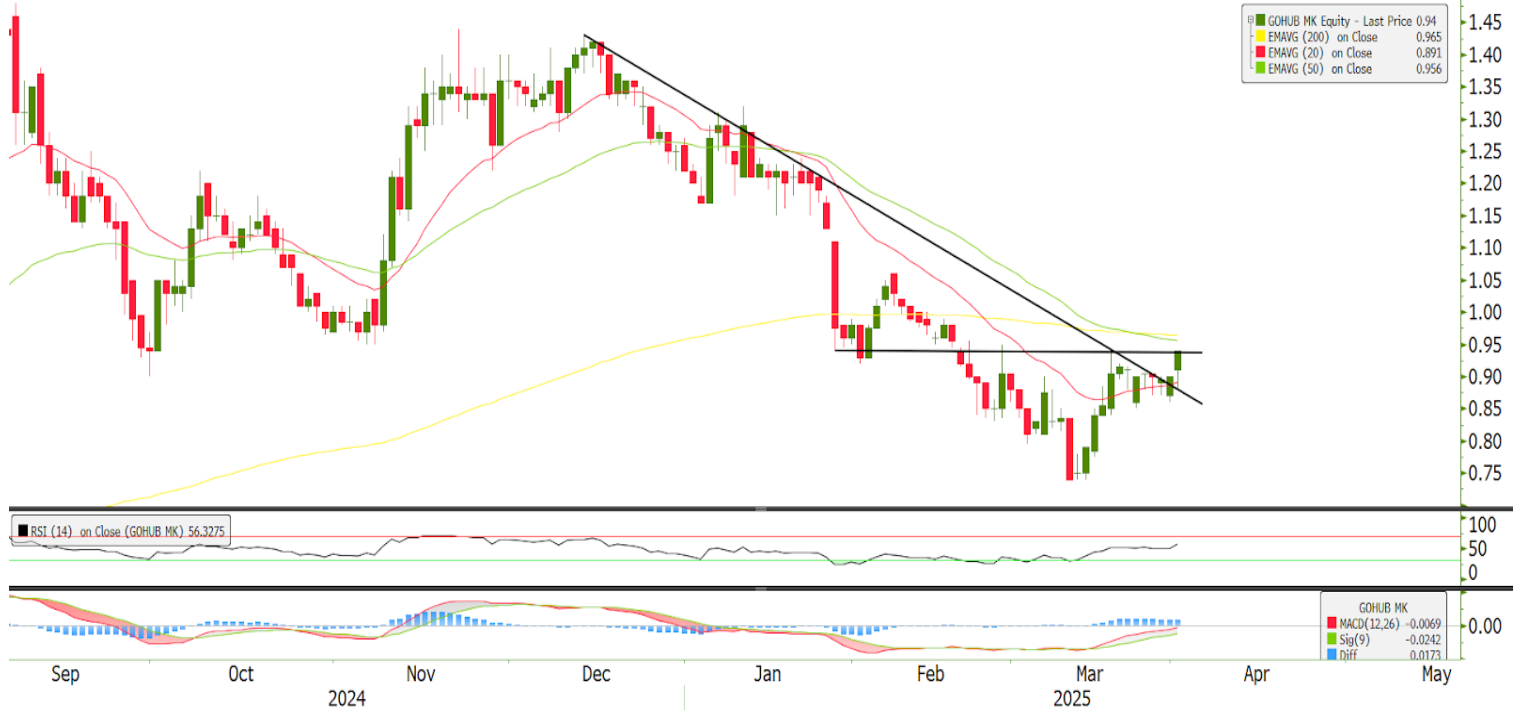 GOHUB MK Equity - Last Price 0.94
EMAVG (200) on Close 0.965
EMAVG (20) on Close 0.891
EMAVG (50) on Close 0.956
1.45
1.40
1.35
1.30
1.25
1.20
1.15
1.10
1.05
1.00
0.95
0.90
0.85
0.80
0.75
RSI (14) on Close (GOHUB MK) 56.3275
100
50
0
GOHUB MK
MACD(12,26) -0.0069
Sig(9) -0.0242
Diff 0.0173
0.00
Sep Oct Nov Dec Jan Feb Mar Apr May
2024 2025